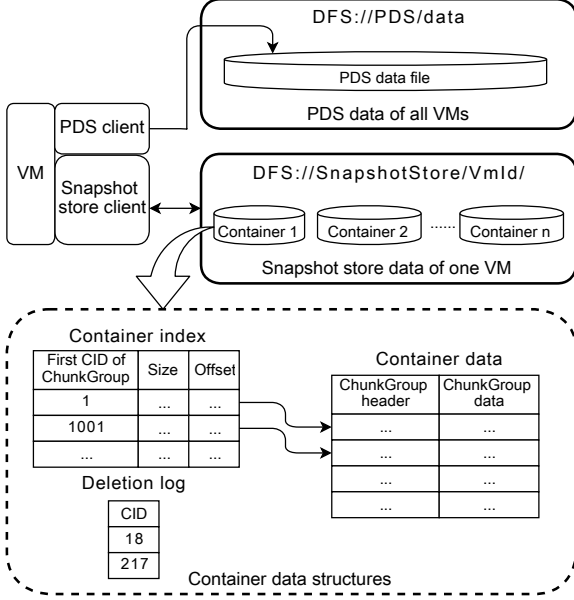 DFS://PDS/data
PDS data file
PDS data of all VMs
VM
PDS client
Snapshot
store client
DFS://SnapshotStore/VmId/
Container 1
Container 2
......
Container n
Snapshot store data of one VM
Container index
First CID of
ChunkGroup
Size
Offset
1
...
...
1001
...
...
...
...
...
Deletion log
CID
18
217
Container data
ChunkGroup
header
ChunkGroup
data
...
...
...
...
...
...
...
...
Container data structures